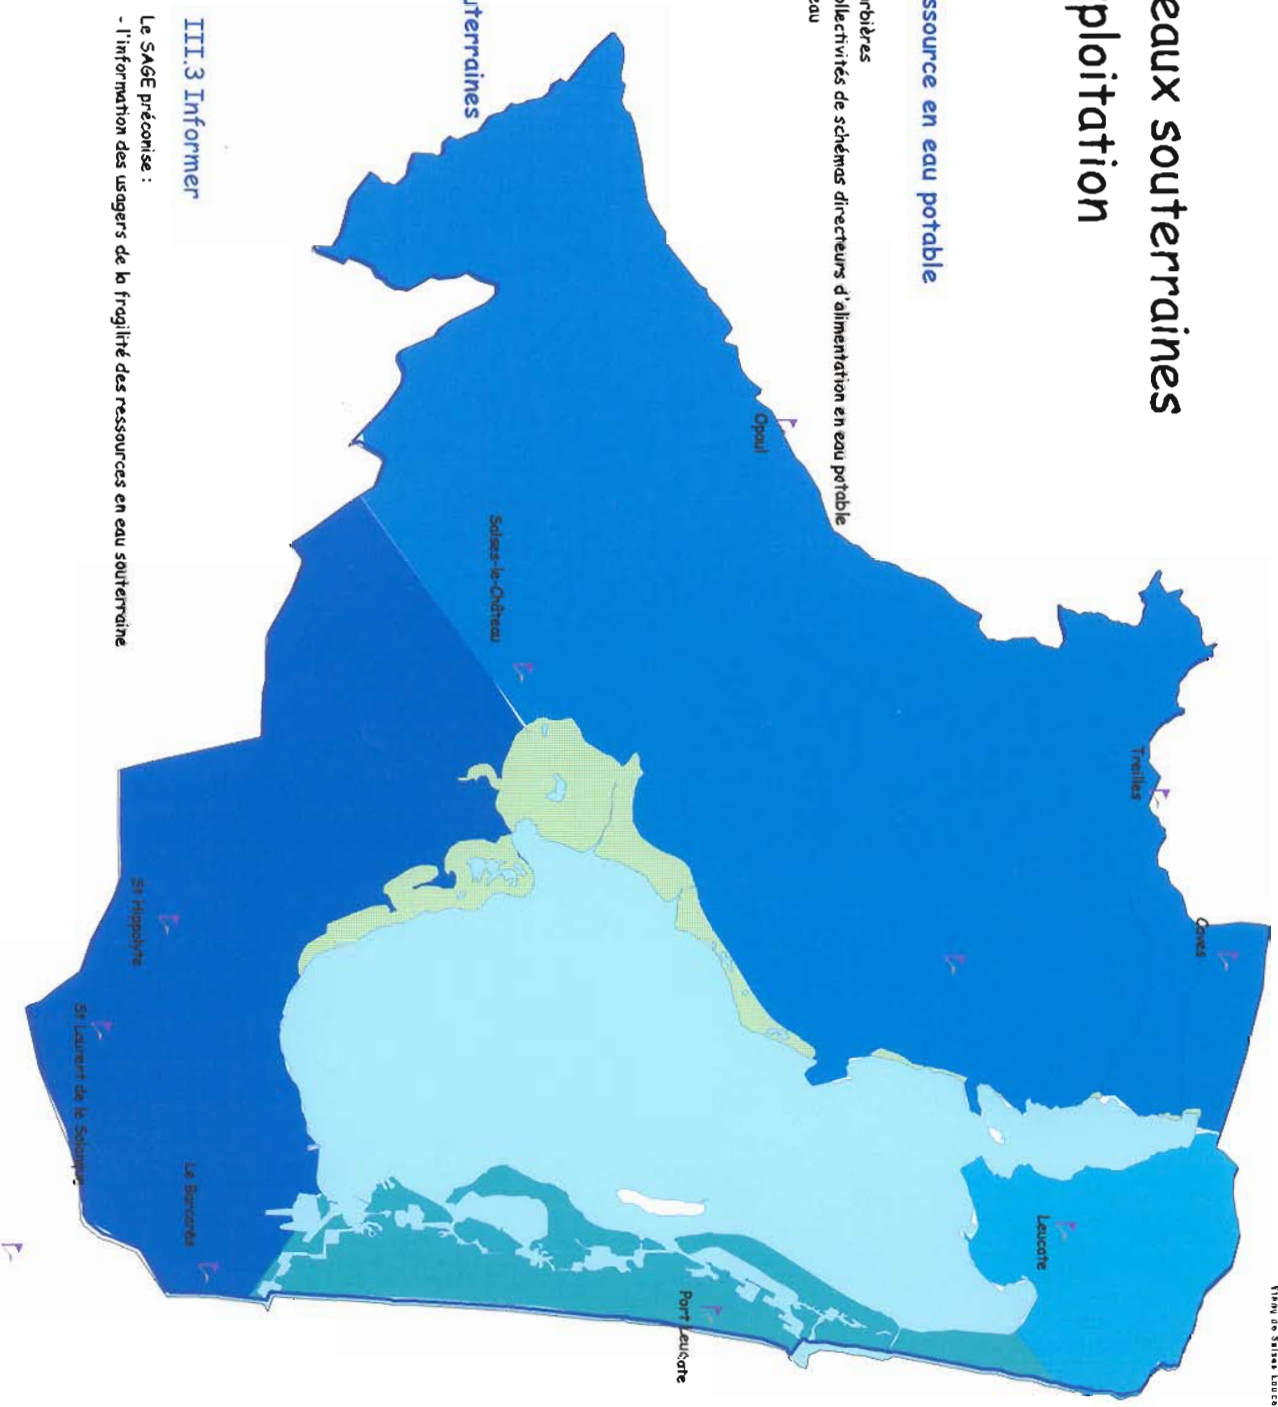 eaux souterraines
ploitation
ssource en eau potable
rbières
ollectivités de schémas directeurs d'alimentation en eau potable
eau
uterraines
III.3 Informer
Le SAGE préconise :
- l'information des usagers de la fragilité des ressources en eau souterraine
Opoul
Salses-le-Château
Treilles
Caves
St Hippolyte
St Laurent de la Salanque
Le Barcarès
Leucate
Port Leucate